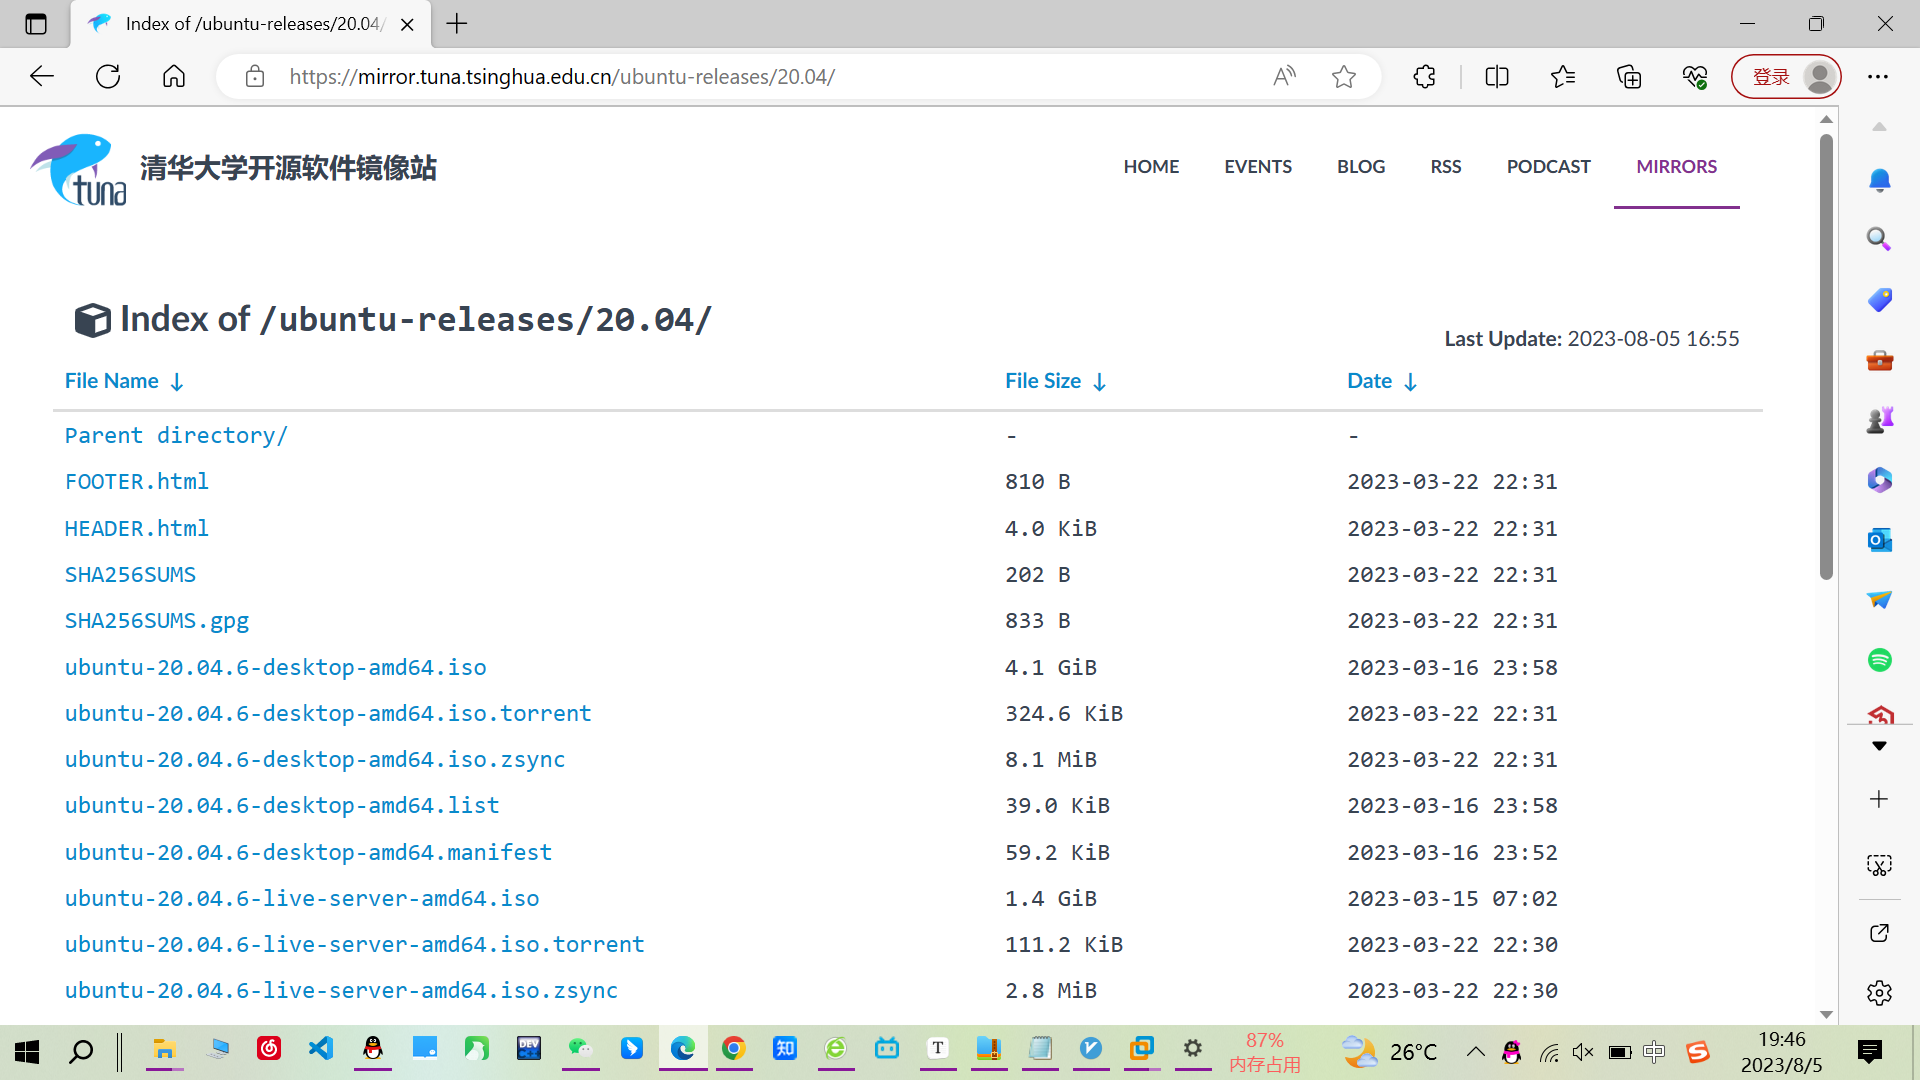 Index of /ubuntu-releases/20.04/
https://mirror.tuna.tsinghua.edu.cn/ubuntu-releases/20.04/
登录
tuna
清华大学开源软件镜像站
HOME EVENTS BLOG RSS PODCAST MIRRORS
Index of /ubuntu-releases/20.04/
Last Update: 2023-08-05 16:55
File Name ↓ File Size ↓ Date ↓
Parent directory/ - -
FOOTER.html 810 B 2023-03-22 22:31
HEADER.html 4.0 KiB 2023-03-22 22:31
SHA256SUMS 202 B 2023-03-22 22:31
SHA256SUMS.gpg 833 B 2023-03-22 22:31
ubuntu-20.04.6-desktop-amd64.iso 4.1 GiB 2023-03-16 23:58
ubuntu-20.04.6-desktop-amd64.iso.torrent 324.6 KiB 2023-03-22 22:31
ubuntu-20.04.6-desktop-amd64.iso.zsync 8.1 MiB 2023-03-22 22:31
ubuntu-20.04.6-desktop-amd64.list 39.0 KiB 2023-03-16 23:58
ubuntu-20.04.6-desktop-amd64.manifest 59.2 KiB 2023-03-16 23:52
ubuntu-20.04.6-live-server-amd64.iso 1.4 GiB 2023-03-15 07:02
ubuntu-20.04.6-live-server-amd64.iso.torrent 111.2 KiB 2023-03-22 22:30
ubuntu-20.04.6-live-server-amd64.iso.zsync 2.8 MiB 2023-03-22 22:30
DEV
知
T
87%
内存占用
26°C
中
19:46
2023/8/5